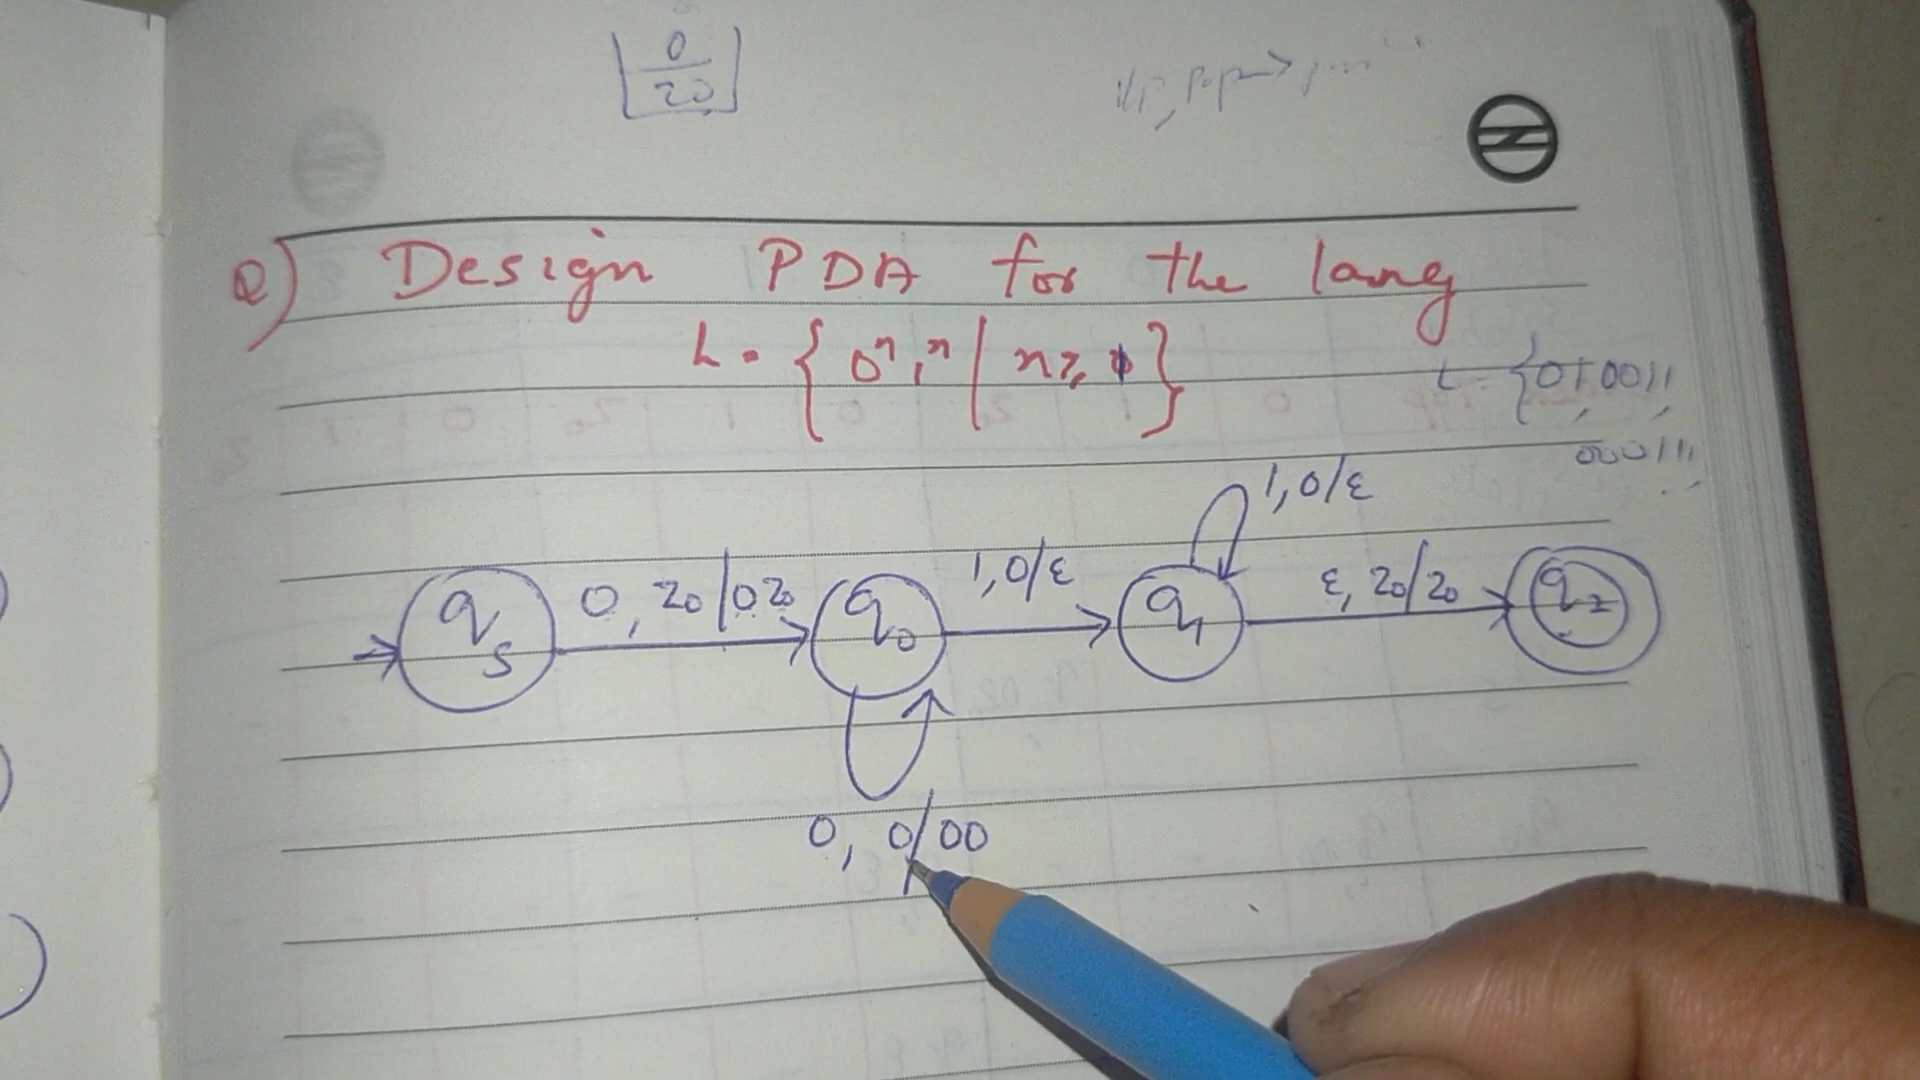 0
z0
I/P, pop→
Q) Design PDA for the lang
L = { 0ⁿ1ⁿ | n≥1 }
L = {01,0011,
000111, ..
1,0/ε
qs 0, z0/0z0 q0 1,0/ε q1 ε, z0/z0 q2
0, 0/00